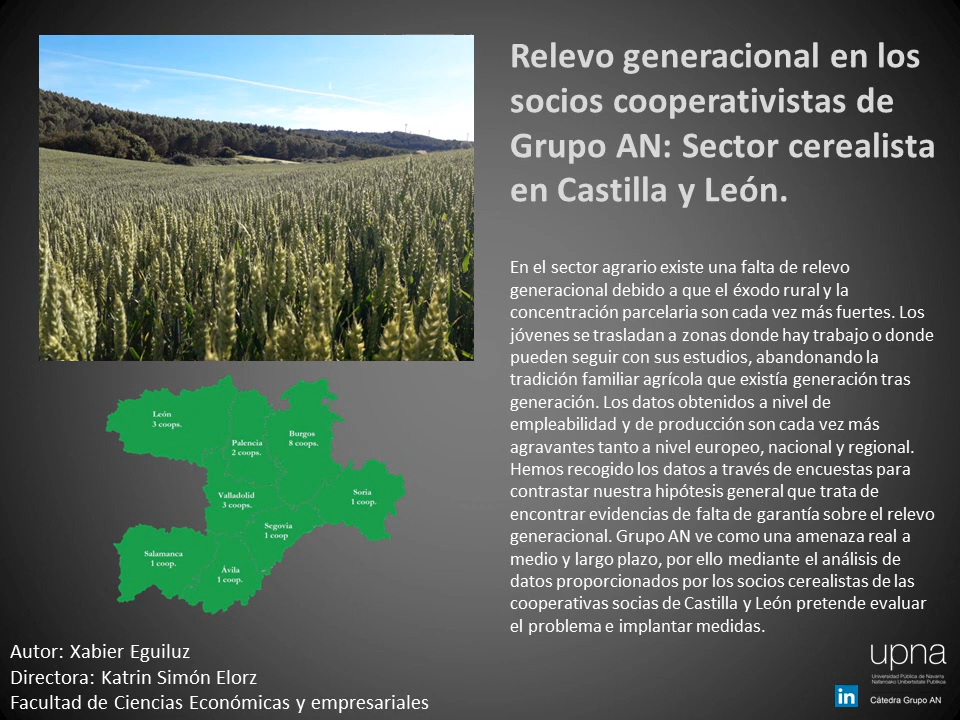 Relevo generacional en los
socios cooperativistas de
Grupo AN: Sector cerealista
en Castilla y León.
En el sector agrario existe una falta de relevo
generacional debido a que el éxodo rural y la
concentración parcelaria son cada vez más fuertes. Los
jóvenes se trasladan a zonas donde hay trabajo o donde
pueden seguir con sus estudios, abandonando la
tradición familiar agrícola que existía generación tras
generación. Los datos obtenidos a nivel de
empleabilidad y de producción son cada vez más
agravantes tanto a nivel europeo, nacional y regional.
Hemos recogido los datos a través de encuestas para
contrastar nuestra hipótesis general que trata de
encontrar evidencias de falta de garantía sobre el relevo
generacional. Grupo AN ve como una amenaza real a
medio y largo plazo, por ello mediante el análisis de
datos proporcionados por los socios cerealistas de las
cooperativas socias de Castilla y León pretende evaluar
el problema e implantar medidas.
León
3 coops.
Palencia
2 coops.
Burgos
8 coops.
Valladolid
3 coops.
Soria
1 coop.
Segovia
1 coop
Salamanca
1 coop.
Ávila
1 coop.
Autor: Xabier Eguiluz
Directora: Katrin Simón Elorz
Facultad de Ciencias Económicas y empresariales
upna
Universidad Pública de Navarra
Nafarroako Unibertsitate Publikoa
in
Cátedra Grupo AN